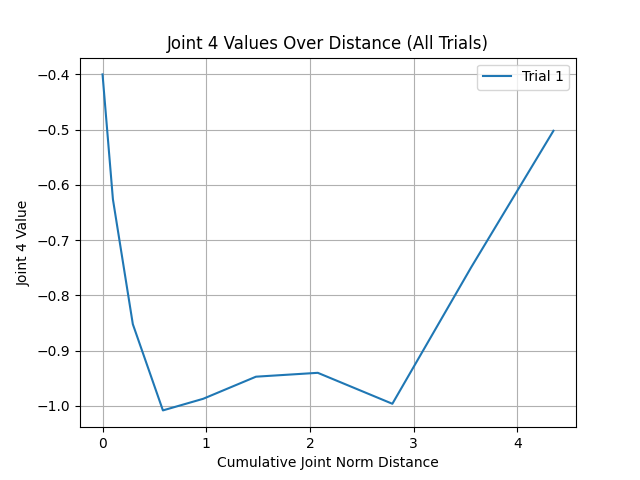 Joint 4 Values Over Distance (All Trials)
Trial 1
Joint 4 Value
−0.4
−0.5
−0.6
−0.7
−0.8
−0.9
−1.0
0 1 2 3 4
Cumulative Joint Norm Distance